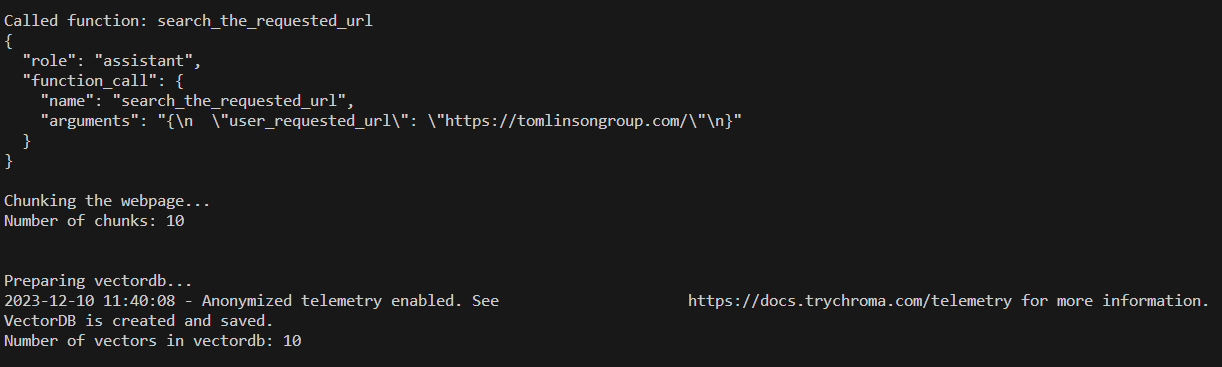 Called function: search_the_requested_url
{
  "role": "assistant",
  "function_call": {
    "name": "search_the_requested_url",
    "arguments": "{\n  \"user_requested_url\": \"https://tomlinsongroup.com/\"\n}"
  }
}
Chunking the webpage...
Number of chunks: 10
Preparing vectordb...
2023-12-10 11:40:08 - Anonymized telemetry enabled. See                     https://docs.trychroma.com/telemetry for more information.
VectorDB is created and saved.
Number of vectors in vectordb: 10